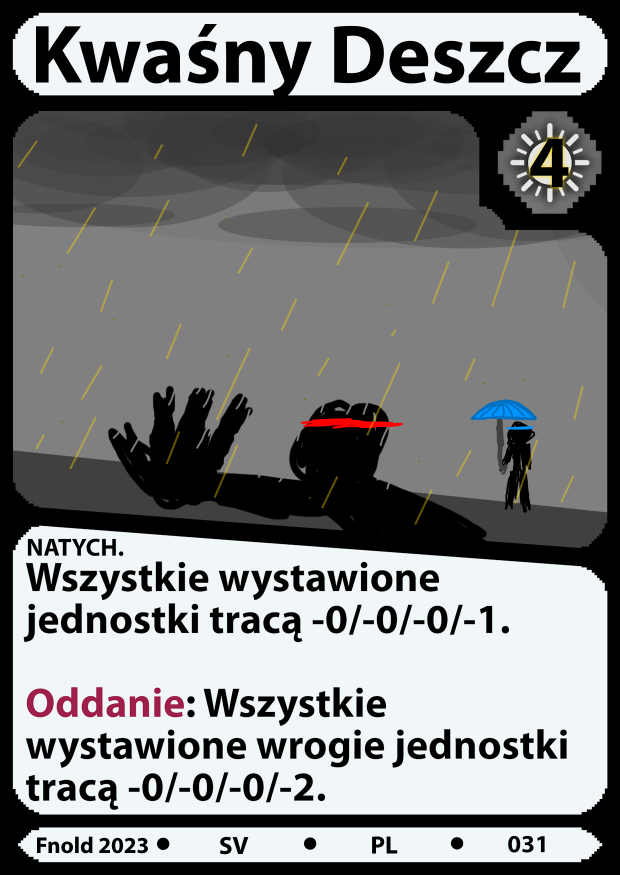 Kwaśny Deszcz
4
NATYCH.
Wszystkie wystawione
jednostki tracą -0/-0/-0/-1.
Oddanie: Wszystkie
wystawione wrogie jednostki
tracą -0/-0/-0/-2.
Fnold 2023 • SV • PL • 031